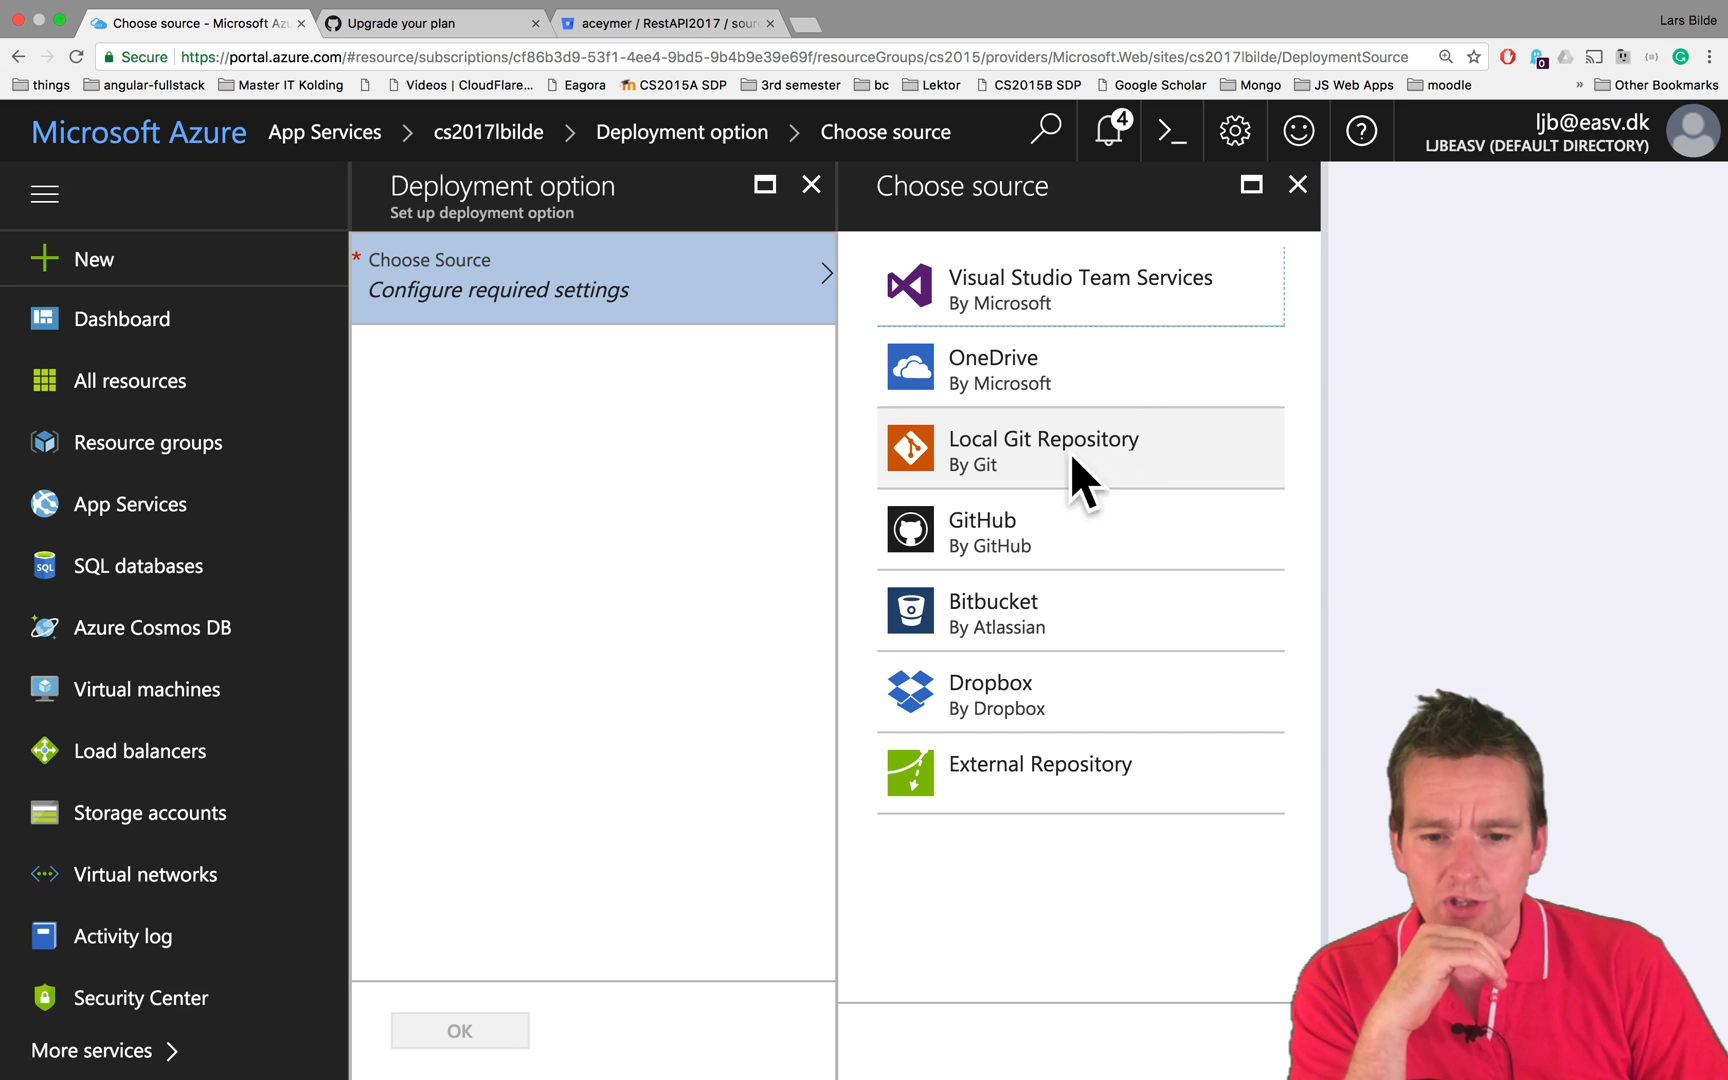 Choose source - Microsoft Az
Upgrade your plan
aceymer / RestAPI2017 / sour
Lars Bilde
Secure
https://portal.azure.com/#resource/subscriptions/cf86b3d9-53f1-4ee4-9bd5-9b4b9e39e69f/resourceGroups/cs2015/providers/Microsoft.Web/sites/cs2017lbilde/DeploymentSource
0
things
angular-fullstack
Master IT Kolding
Videos | CloudFlare...
Eagora
CS2015A SDP
3rd semester
bc
Lektor
CS2015B SDP
Google Scholar
Mongo
JS Web Apps
moodle
»
Other Bookmarks
Microsoft Azure
App Services > cs2017lbilde > Deployment option > Choose source
4
ljb@easv.dk
LJBEASV (DEFAULT DIRECTORY)
New
Dashboard
All resources
Resource groups
App Services
SQL
SQL databases
Azure Cosmos DB
Virtual machines
Load balancers
Storage accounts
Virtual networks
Activity log
Security Center
More services >
Deployment option
Set up deployment option
* Choose Source
Configure required settings
OK
Choose source
Visual Studio Team Services
By Microsoft
OneDrive
By Microsoft
Local Git Repository
By Git
GitHub
By GitHub
Bitbucket
By Atlassian
Dropbox
By Dropbox
External Repository